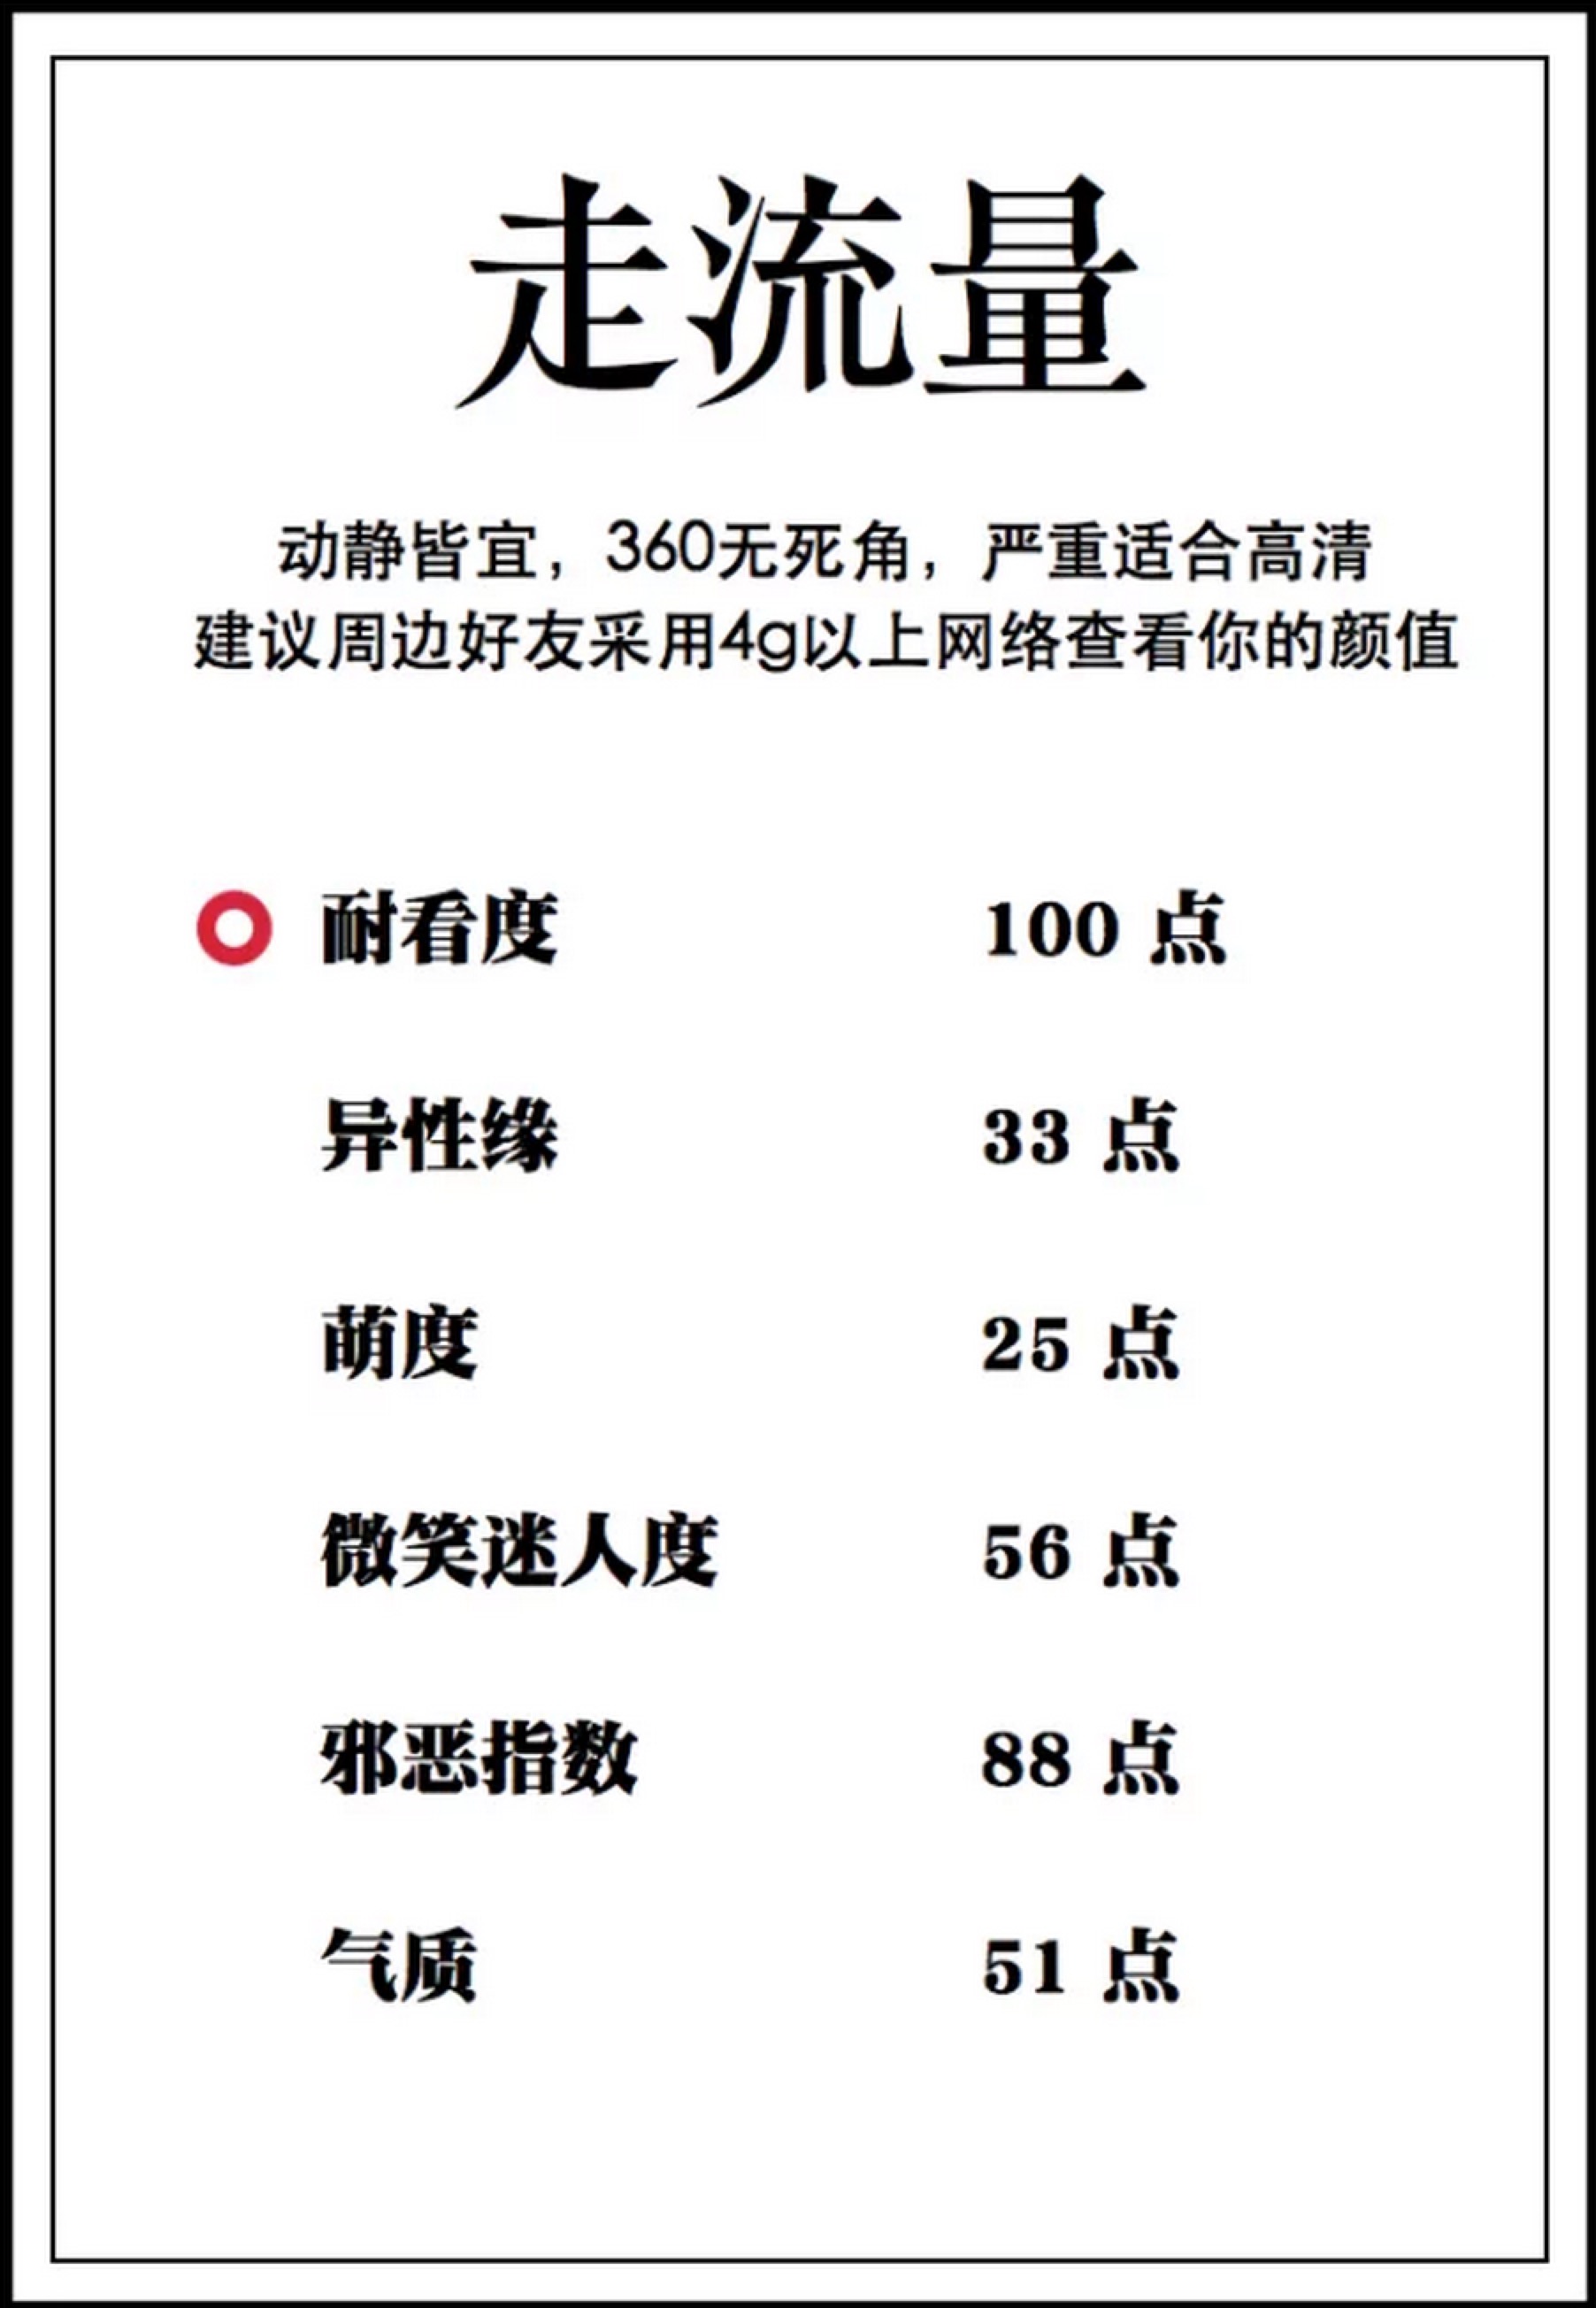 走流量
动静皆宜，360无死角，严重适合高清
建议周边好友采用4g以上网络查看你的颜值
耐看度 100 点
异性缘 33 点
萌度 25 点
微笑迷人度 56 点
邪恶指数 88 点
气质 51 点